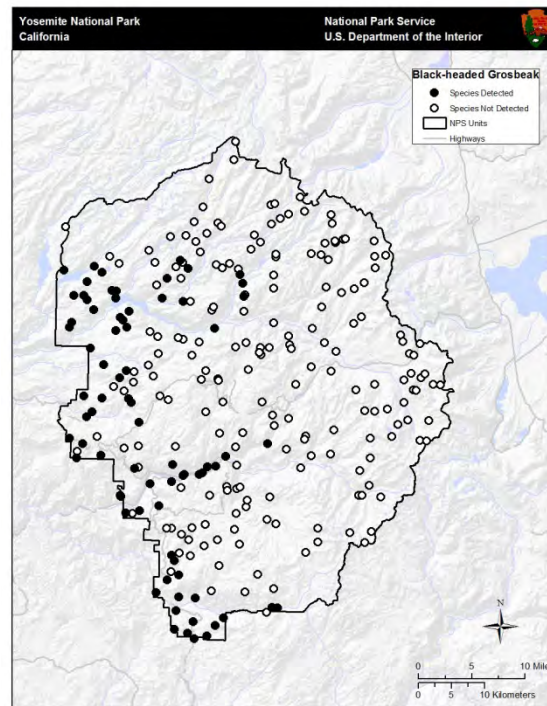 Yosemite National Park
California
National Park Service
U.S. Department of the Interior
Black-headed Grosbeak
Species Detected
Species Not Detected
NPS Units
Highways
N
0 5 10 Miles
0 5 10 Kilometers